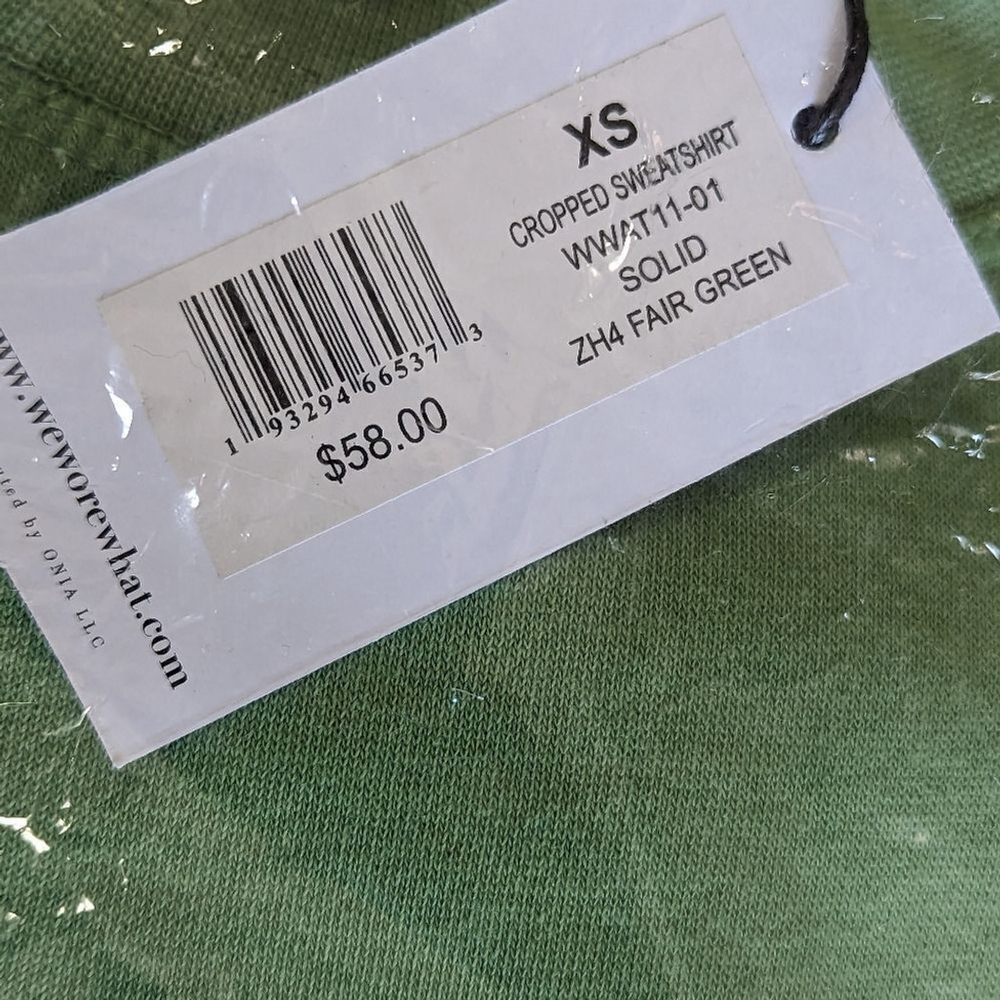 XS
CROPPED SWEATSHIRT
WWAT11-01
SOLID
ZH4 FAIR GREEN
1 93294 66537 3
$58.00
www.weworewhat.com
by ONIA LLC